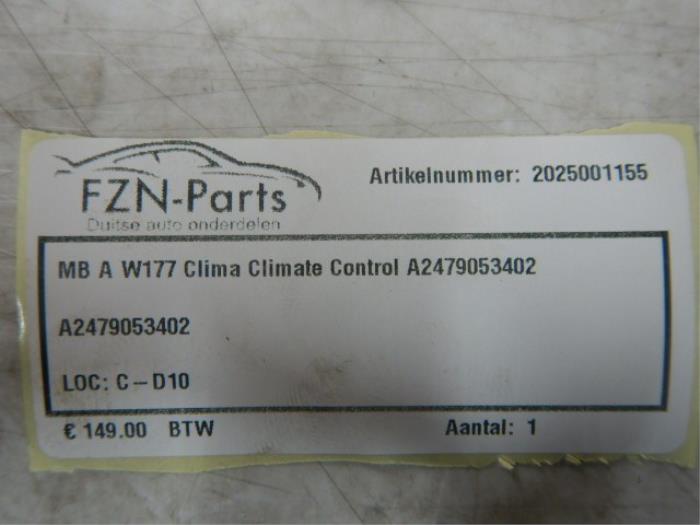 FZN-Parts
Duitse auto onderdelen
Artikelnummer: 2025001155
MB A W177 Clima Climate Control A2479053402
A2479053402
LOC: C - D10
€ 149.00 BTW Aantal: 1